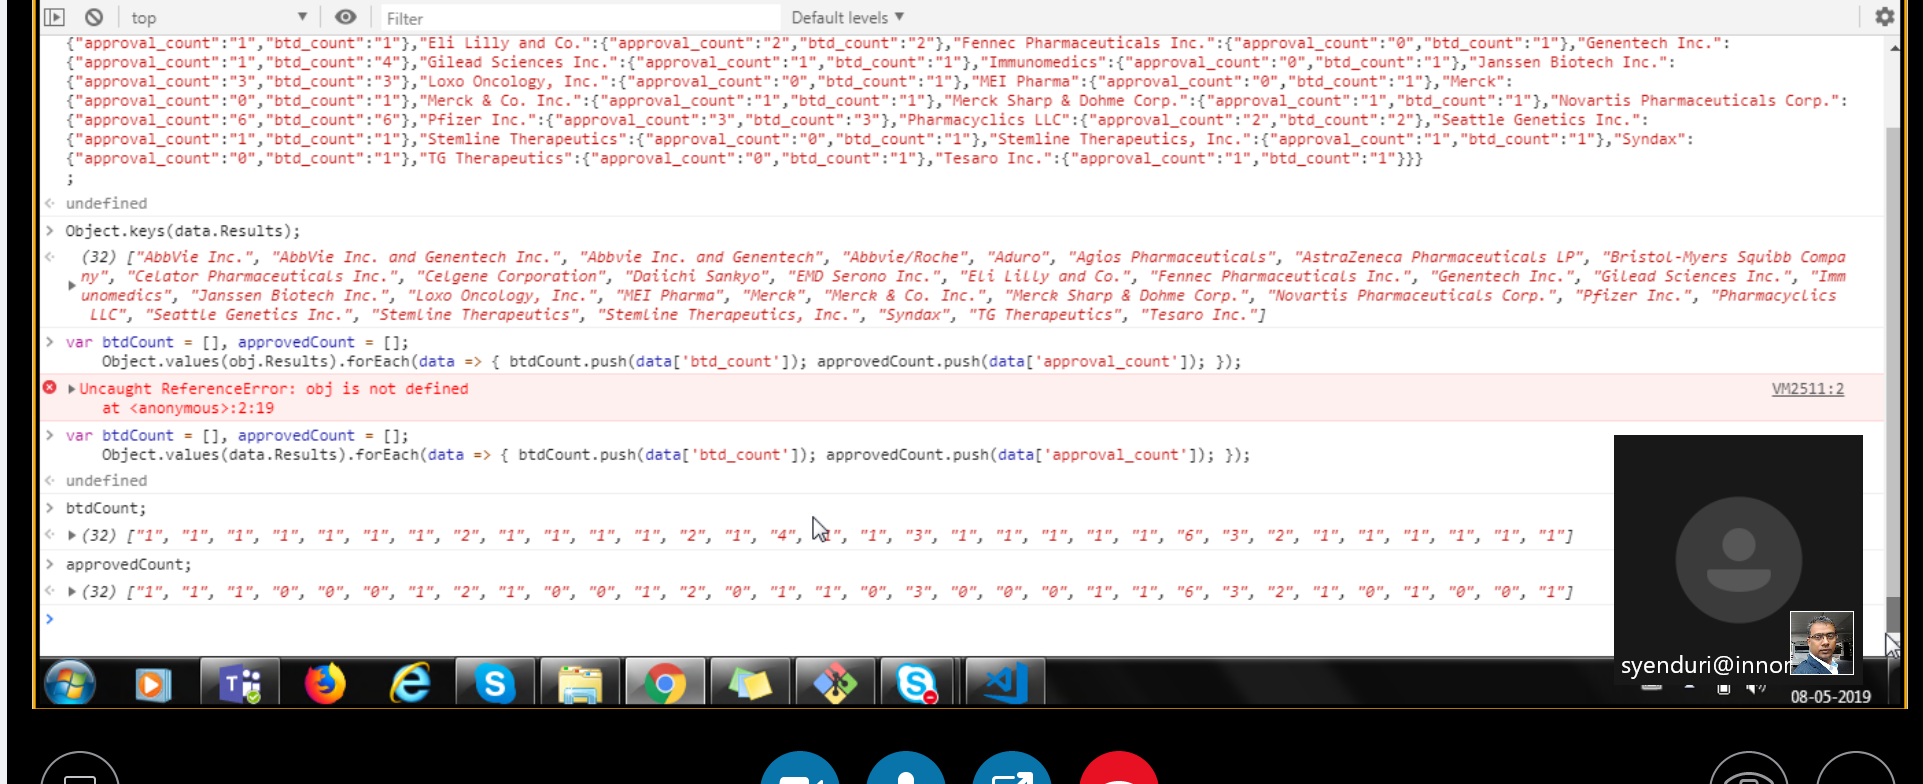 top
Filter
Default levels
{"approval_count":"1","btd_count":"1"},"Eli Lilly and Co.":{"approval_count":"2","btd_count":"2"},"Fennec Pharmaceuticals Inc.":{"approval_count":"0","btd_count":"1"},"Genentech Inc.":
{"approval_count":"1","btd_count":"4"},"Gilead Sciences Inc.":{"approval_count":"1","btd_count":"1"},"Immunomedics":{"approval_count":"0","btd_count":"1"},"Janssen Biotech Inc.":
{"approval_count":"3","btd_count":"3"},"Loxo Oncology, Inc.":{"approval_count":"0","btd_count":"1"},"MEI Pharma":{"approval_count":"0","btd_count":"1"},"Merck":
{"approval_count":"0","btd_count":"1"},"Merck & Co. Inc.":{"approval_count":"1","btd_count":"1"},"Merck Sharp & Dohme Corp.":{"approval_count":"1","btd_count":"1"},"Novartis Pharmaceuticals Corp.":
{"approval_count":"6","btd_count":"6"},"Pfizer Inc.":{"approval_count":"3","btd_count":"3"},"Pharmacyclics LLC":{"approval_count":"2","btd_count":"2"},"Seattle Genetics Inc.":
{"approval_count":"1","btd_count":"1"},"Stemline Therapeutics":{"approval_count":"0","btd_count":"1"},"Stemline Therapeutics, Inc.":{"approval_count":"1","btd_count":"1"},"Syndax":
{"approval_count":"0","btd_count":"1"},"TG Therapeutics":{"approval_count":"0","btd_count":"1"},"Tesaro Inc.":{"approval_count":"1","btd_count":"1"}}}
;
undefined
Object.keys(data.Results);
(32) ["AbbVie Inc.", "AbbVie Inc. and Genentech Inc.", "Abbvie Inc. and Genentech", "Abbvie/Roche", "Aduro", "Agios Pharmaceuticals", "AstraZeneca Pharmaceuticals LP", "Bristol-Myers Squibb Compa
ny", "Celator Pharmaceuticals Inc.", "Celgene Corporation", "Daiichi Sankyo", "EMD Serono Inc.", "Eli Lilly and Co.", "Fennec Pharmaceuticals Inc.", "Genentech Inc.", "Gilead Sciences Inc.", "Imm
unomedics", "Janssen Biotech Inc.", "Loxo Oncology, Inc.", "MEI Pharma", "Merck", "Merck & Co. Inc.", "Merck Sharp & Dohme Corp.", "Novartis Pharmaceuticals Corp.", "Pfizer Inc.", "Pharmacyclics
LLC", "Seattle Genetics Inc.", "Stemline Therapeutics", "Stemline Therapeutics, Inc.", "Syndax", "TG Therapeutics", "Tesaro Inc."]
var btdCount = [], approvedCount = [];
Object.values(obj.Results).forEach(data => { btdCount.push(data['btd_count']); approvedCount.push(data['approval_count']); });
Uncaught ReferenceError: obj is not defined VM2511:2
at <anonymous>:2:19
var btdCount = [], approvedCount = [];
Object.values(data.Results).forEach(data => { btdCount.push(data['btd_count']); approvedCount.push(data['approval_count']); });
undefined
btdCount;
(32) ["1", "1", "1", "1", "1", "1", "1", "2", "1", "1", "1", "1", "2", "1", "4", "1", "1", "3", "1", "1", "1", "1", "1", "6", "3", "2", "1", "1", "1", "1", "1", "1"]
approvedCount;
(32) ["1", "1", "1", "0", "0", "0", "1", "2", "1", "0", "0", "1", "2", "0", "1", "1", "0", "3", "0", "0", "0", "1", "1", "6", "3", "2", "1", "0", "1", "0", "0", "1"]
syenduri@innor
08-05-2019